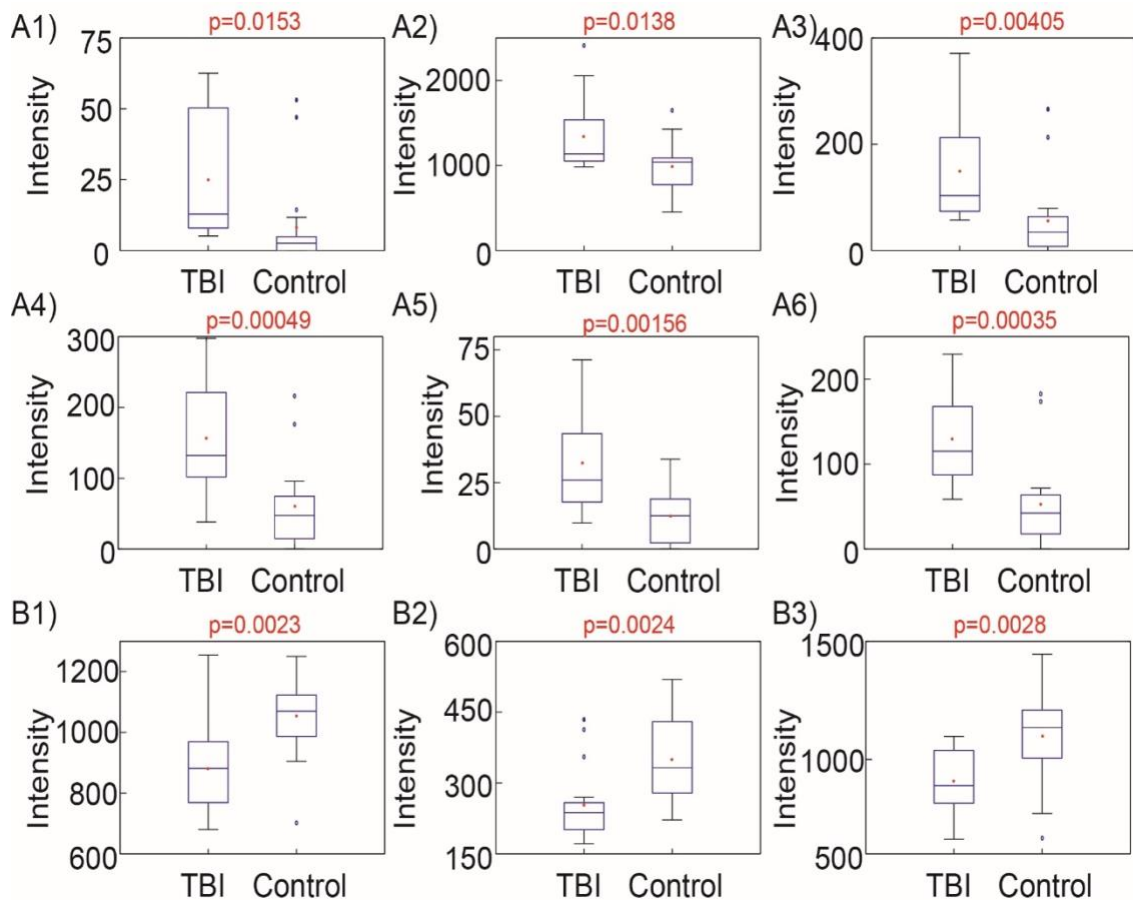 A1) p=0.0153
75
50
25
0
Intensity
TBI Control
A2) p=0.0138
2000
1000
0
Intensity
TBI Control
A3) p=0.00405
400
200
0
Intensity
TBI Control
A4) p=0.00049
300
200
100
0
Intensity
TBI Control
A5) p=0.00156
75
50
25
0
Intensity
TBI Control
A6) p=0.00035
200
100
0
Intensity
TBI Control
B1) p=0.0023
1200
1000
800
600
Intensity
TBI Control
B2) p=0.0024
600
450
300
150
Intensity
TBI Control
B3) p=0.0028
1500
1000
500
Intensity
TBI Control